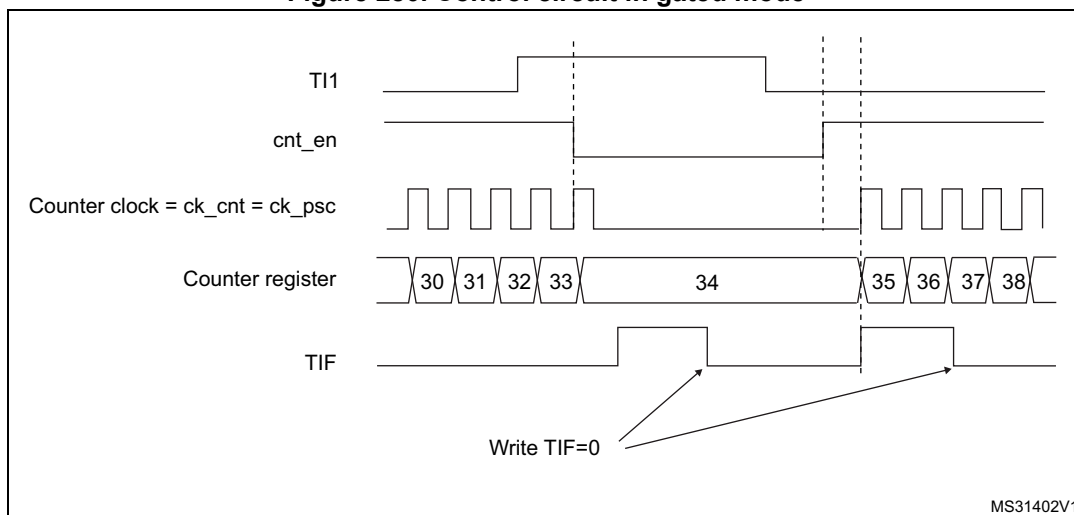 Figure Control circuit in gated mode
TI1
cnt_en
Counter clock = ck_cnt = ck_psc
Counter register
30 31 32 33 34 35 36 37 38
TIF
Write TIF=0
MS31402V1